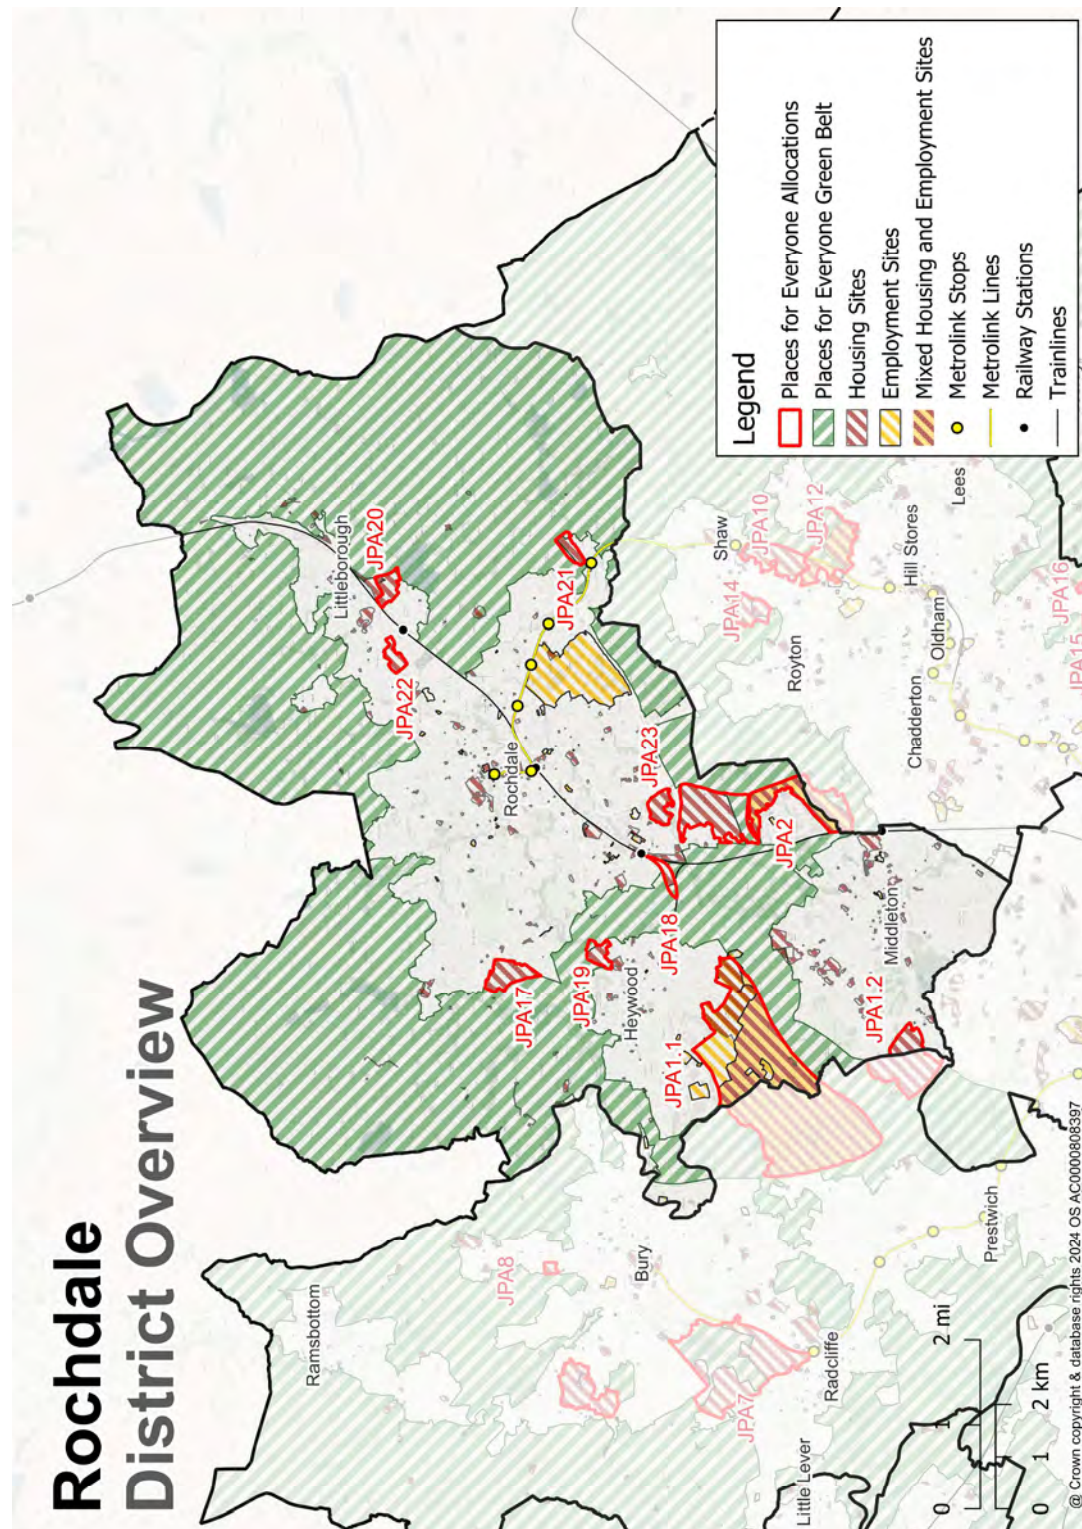 Rochdale
District Overview
Ramsbottom
Littleborough
JPA20
JPA22
JPA8
JPA17
Rochdale
JPA21
JPA19
Heywood
Bury
JPA23
JPA18
JPA1.1
JPA7
Radcliffe
Little Lever
JPA2
JPA1.2
Middleton
Prestwich
Shaw
JPA10
JPA14
JPA12
Royton
Hill Stores
Oldham
Chadderton
Lees
JPA16
JPA15
Legend
Places for Everyone Allocations
Places for Everyone Green Belt
Housing Sites
Employment Sites
Mixed Housing and Employment Sites
Metrolink Stops
Metrolink Lines
Railway Stations
Trainlines
0 1 2 mi
0 1 2 km
@ Crown copyright & database rights 2024 OS AC0000808397